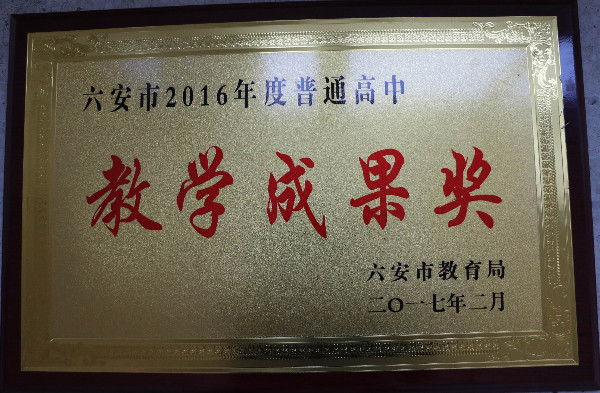 六安市2016年度普通高中
教学成果奖
六安市教育局
二〇一七年二月